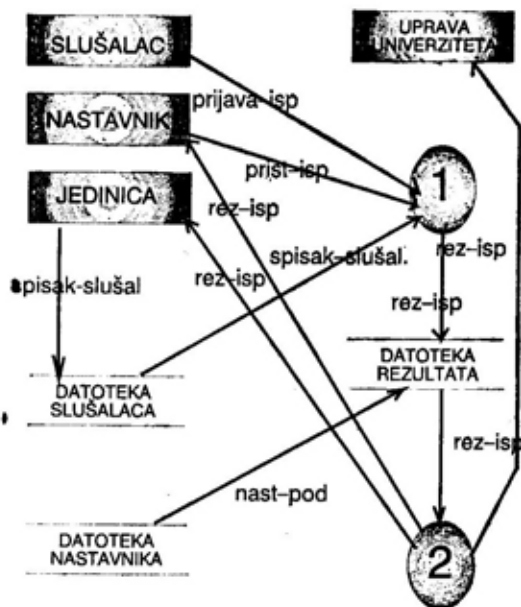 SLUŠALAC
UPRAVA
UNIVERZITETA
NASTAVNIK
prijava-isp
JEDINICA
prist-isp
1
rez-isp
rez-isp
spisak-slušal
rez-isp
spisak-slušal.
rez-isp
DATOTEKA
SLUŠALACA
DATOTEKA
REZULTATA
rez-isp
nast-pod
DATOTEKA
NASTAVNIKA
2